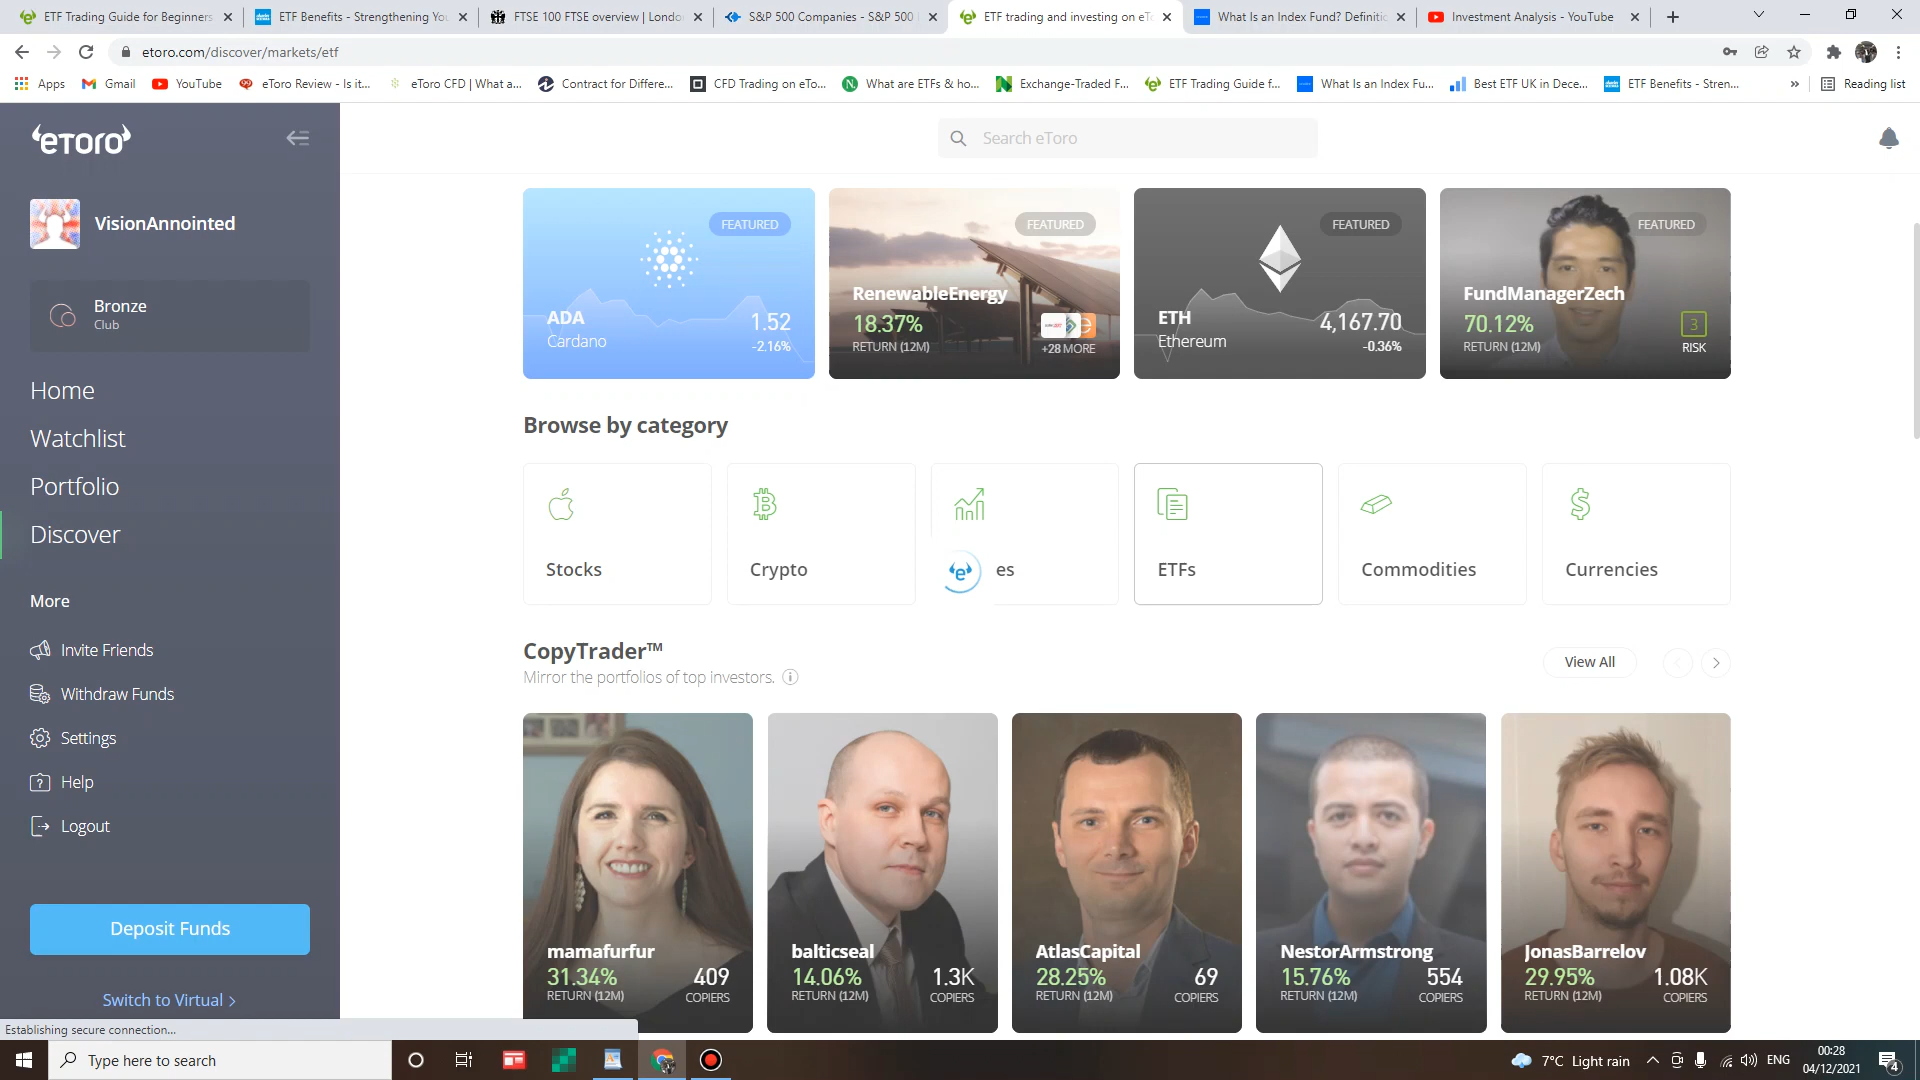 ETF Trading Guide for Beginners
ETF Benefits - Strengthening Yo
FTSE 100 FTSE overview | Londo
S&P 500 Companies - S&P 500
ETF trading and investing on eTo
What Is an Index Fund? Definitio
Investment Analysis - YouTube
etoro.com/discover/markets/etf
Apps
Gmail
YouTube
eToro Review - Is it...
eToro CFD | What a...
Contract for Differe...
CFD Trading on eTo...
What are ETFs & ho...
Exchange-Traded F...
ETF Trading Guide f...
What Is an Index Fu...
Best ETF UK in Dece...
ETF Benefits - Stren...
»
Reading list
eToro
Search eToro
VisionAnnointed
Bronze
Club
Home
Watchlist
Portfolio
Discover
More
Invite Friends
Withdraw Funds
Settings
Help
Logout
Deposit Funds
Switch to Virtual >
FEATURED
ADA
Cardano
1.52
-2.16%
FEATURED
RenewableEnergy
18.37%
RETURN (12M)
+28 MORE
FEATURED
ETH
Ethereum
4,167.70
-0.36%
FEATURED
FundManagerZech
70.12%
RETURN (12M)
3
RISK
Browse by category
Stocks
Crypto
es
ETFs
Commodities
Currencies
CopyTrader™
Mirror the portfolios of top investors.
View All
mamafurfur
31.34%
RETURN (12M)
409
COPIERS
balticseal
14.06%
RETURN (12M)
1.3K
COPIERS
AtlasCapital
28.25%
RETURN (12M)
69
COPIERS
NestorArmstrong
15.76%
RETURN (12M)
554
COPIERS
JonasBarrelov
29.95%
RETURN (12M)
1.08K
COPIERS
Establishing secure connection...
Type here to search
7°C Light rain
ENG
00:28
04/12/2021
4